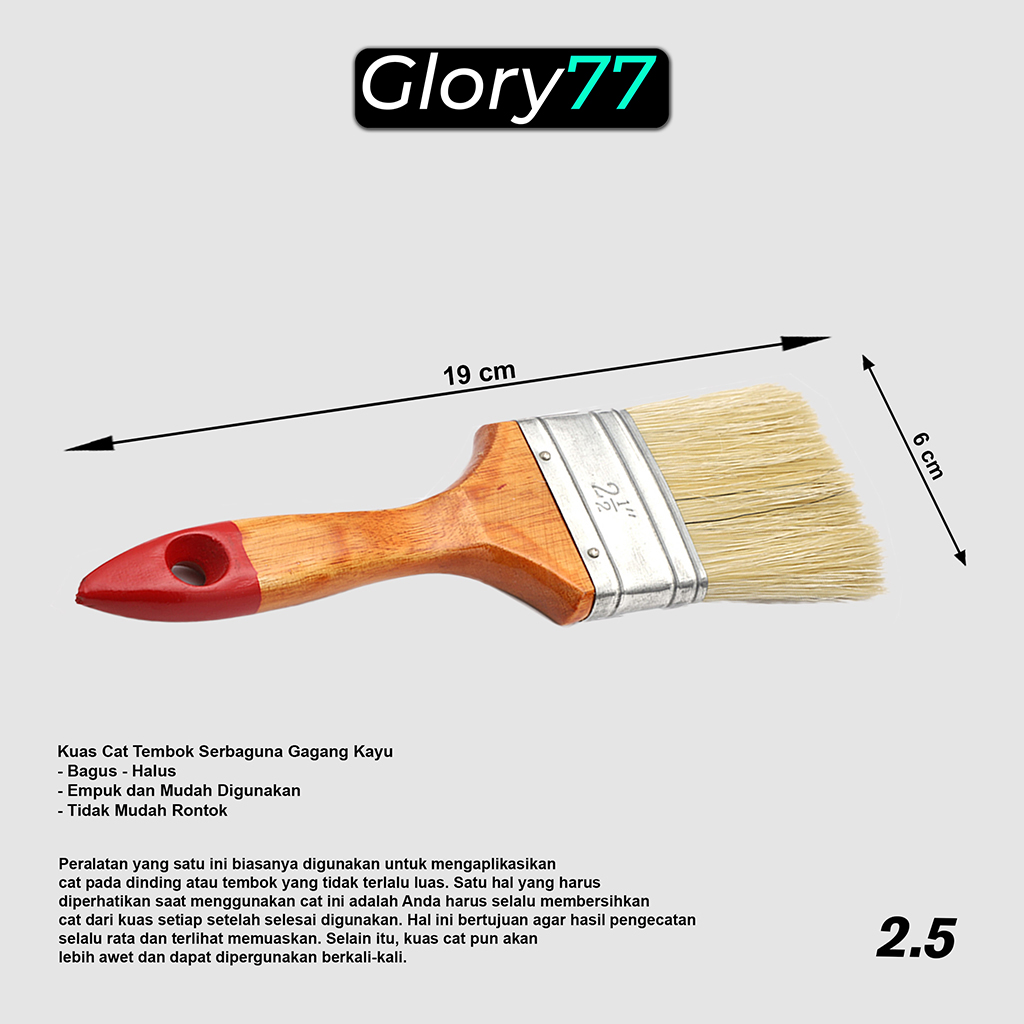 Glory77
19 cm
6 cm
2 1/2"
Kuas Cat Tembok Serbaguna Gagang Kayu
- Bagus - Halus
- Empuk dan Mudah Digunakan
- Tidak Mudah Rontok
Peralatan yang satu ini biasanya digunakan untuk mengaplikasikan
cat pada dinding atau tembok yang tidak terlalu luas. Satu hal yang harus
diperhatikan saat menggunakan cat ini adalah Anda harus selalu membersihkan
cat dari kuas setiap setelah selesai digunakan. Hal ini bertujuan agar hasil pengecatan
selalu rata dan terlihat memuaskan. Selain itu, kuas cat pun akan
lebih awet dan dapat dipergunakan berkali-kali.
2.5